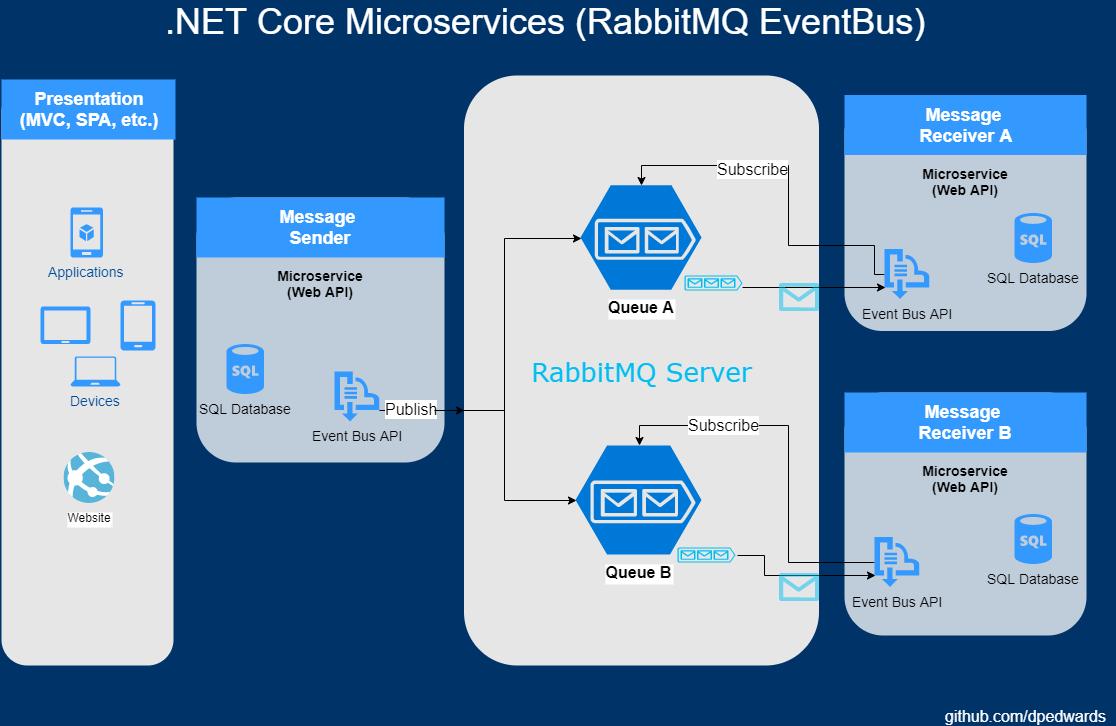 .NET Core Microservices (RabbitMQ EventBus)
Presentation
(MVC, SPA, etc.)
Applications
Devices
Website
Message
Sender
Microservice
(Web API)
SQL
SQL Database
Event Bus API
Publish
Subscribe
Queue A
RabbitMQ Server
Subscribe
Queue B
Message
Receiver A
Microservice
(Web API)
SQL
SQL Database
Event Bus API
Message
Receiver B
Microservice
(Web API)
SQL
SQL Database
Event Bus API
github.com/dpedwards